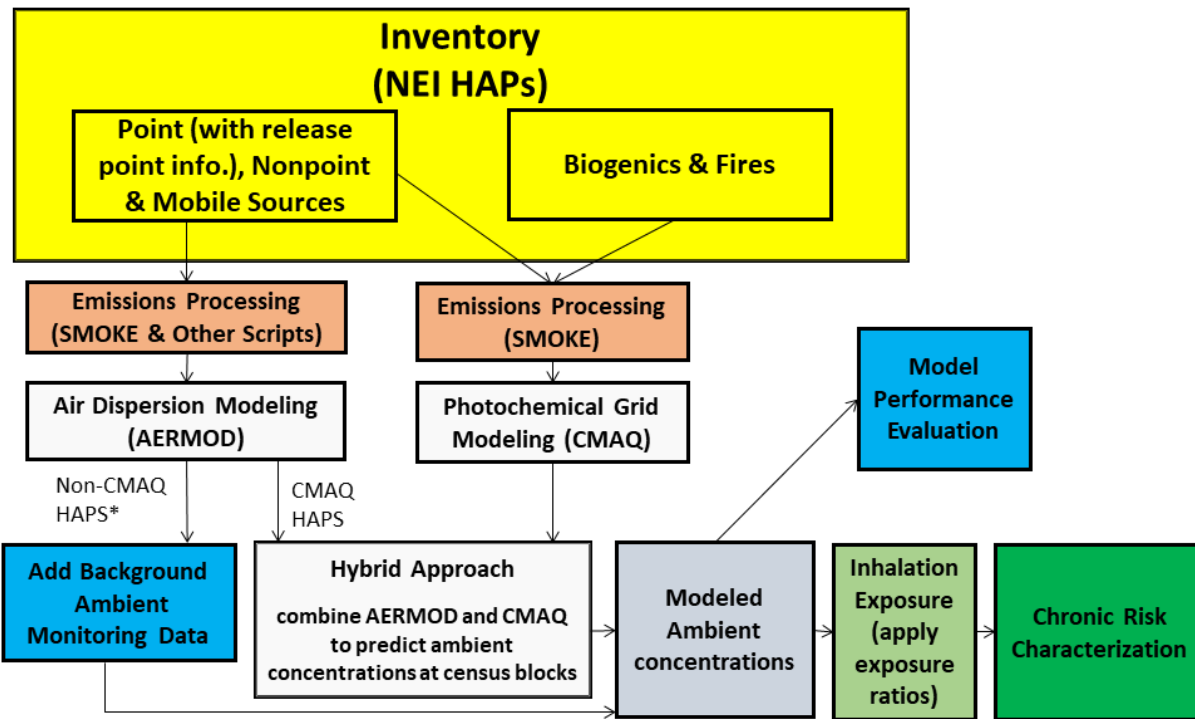 Inventory
(NEI HAPs)
Point (with release
point info.), Nonpoint
& Mobile Sources
Biogenics & Fires
Emissions Processing
(SMOKE & Other Scripts)
Emissions Processing
(SMOKE)
Air Dispersion Modeling
(AERMOD)
Photochemical Grid
Modeling (CMAQ)
Model
Performance
Evaluation
Non-CMAQ
HAPS*
CMAQ
HAPS
Add Background
Ambient
Monitoring Data
Hybrid Approach
combine AERMOD and CMAQ
to predict ambient
concentrations at census blocks
Modeled
Ambient
concentrations
Inhalation
Exposure
(apply
exposure
ratios)
Chronic Risk
Characterization